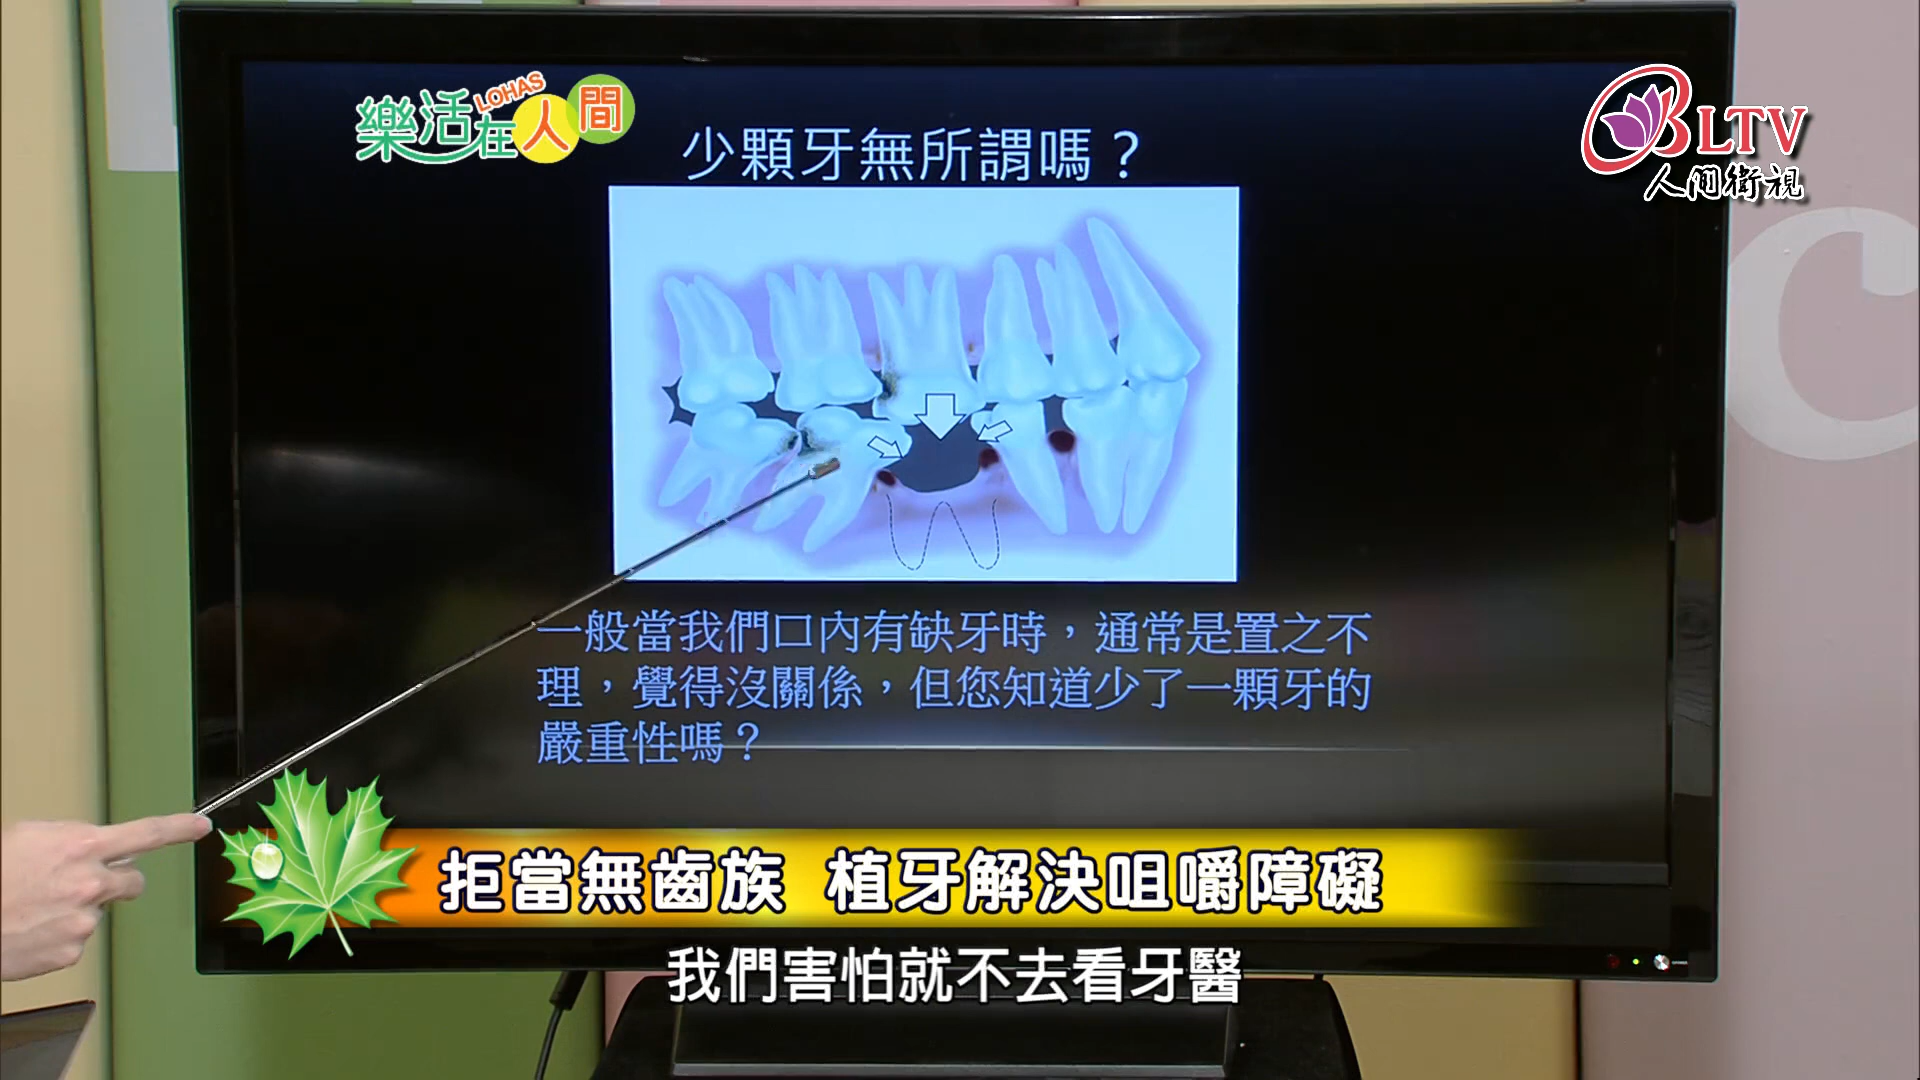 樂活在人間
LOHAS
BLTV
人間衛視
少顆牙無所謂嗎？
一般當我們口內有缺牙時，通常是置之不
理，覺得沒關係，但您知道少了一顆牙的
嚴重性嗎？
拒當無齒族 植牙解決咀嚼障礙
我們害怕就不去看牙醫
C